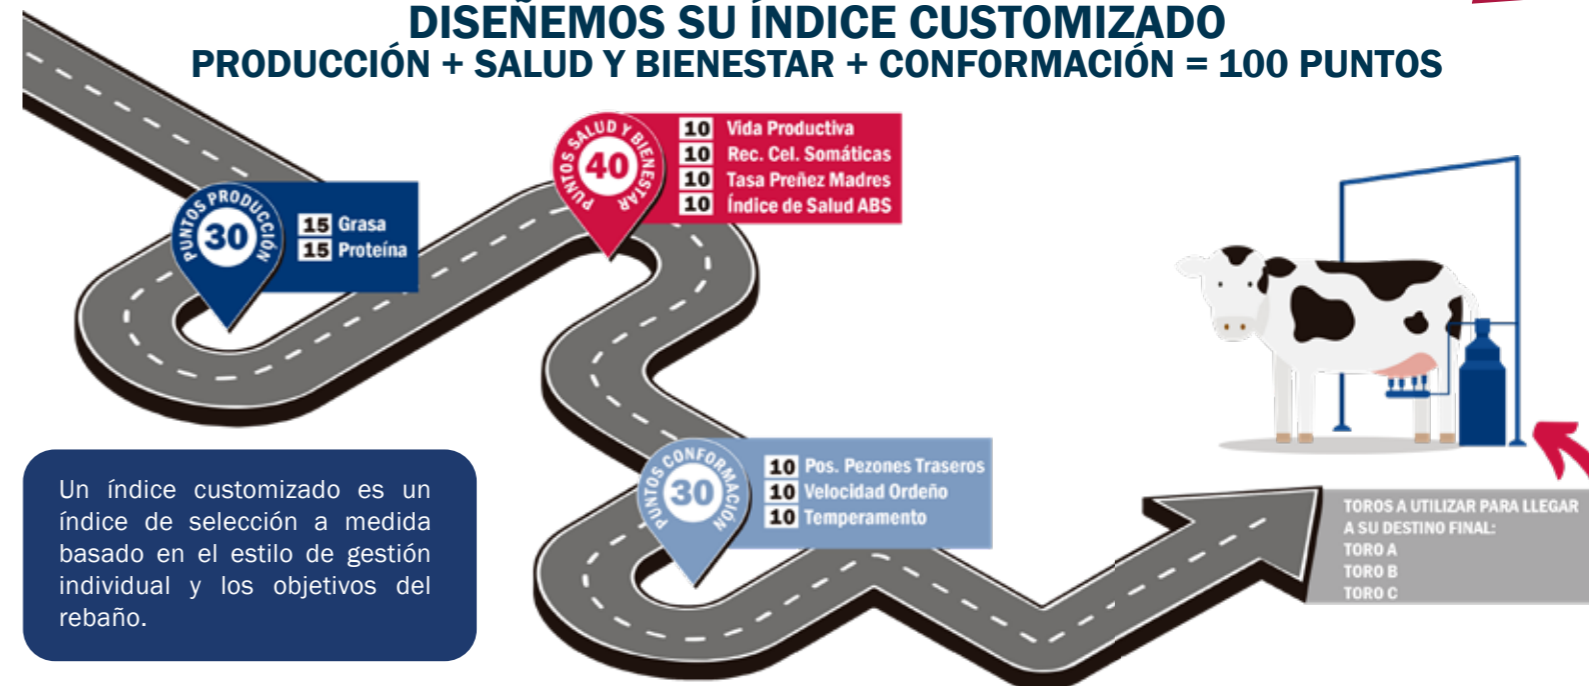 DISEÑEMOS SU ÍNDICE CUSTOMIZADO
PRODUCCIÓN + SALUD Y BIENESTAR + CONFORMACIÓN = 100 PUNTOS
PUNTOS PRODUCCIÓN
30
15 Grasa
15 Proteína
PUNTOS SALUD Y BIENESTAR
40
10 Vida Productiva
10 Rec. Cel. Somáticas
10 Tasa Preñez Madres
10 Índice de Salud ABS
PUNTOS CONFORMACIÓN
30
10 Pos. Pezones Traseros
10 Velocidad Ordeño
10 Temperamento
Un índice customizado es un
índice de selección a medida
basado en el estilo de gestión
individual y los objetivos del
rebaño.
TOROS A UTILIZAR PARA LLEGAR
A SU DESTINO FINAL:
TORO A
TORO B
TORO C